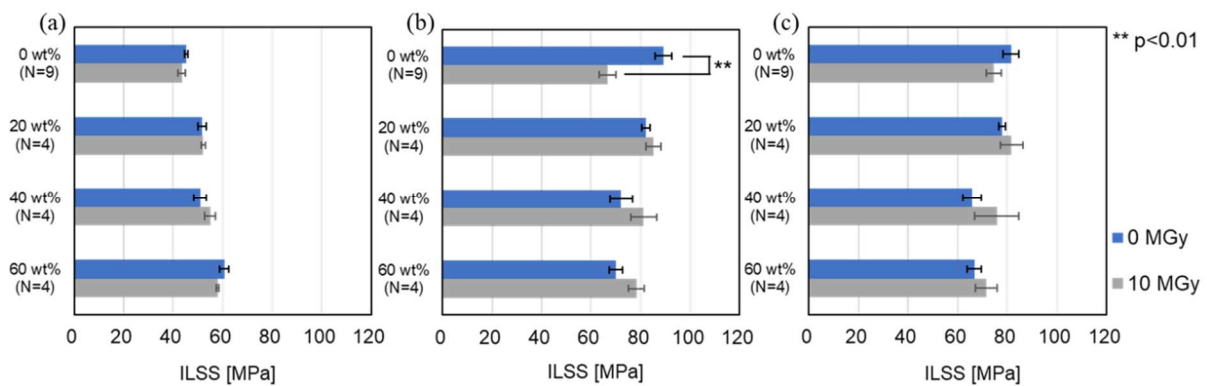 (a)
0 wt%
(N=9)
20 wt%
(N=4)
40 wt%
(N=4)
60 wt%
(N=4)
0 20 40 60 80 100 120
ILSS [MPa]
(b)
0 wt%
(N=9)
**
20 wt%
(N=4)
40 wt%
(N=4)
60 wt%
(N=4)
0 20 40 60 80 100 120
ILSS [MPa]
(c)
0 wt%
(N=9)
20 wt%
(N=4)
40 wt%
(N=4)
60 wt%
(N=4)
0 20 40 60 80 100 120
ILSS [MPa]
** p<0.01
0 MGy
10 MGy